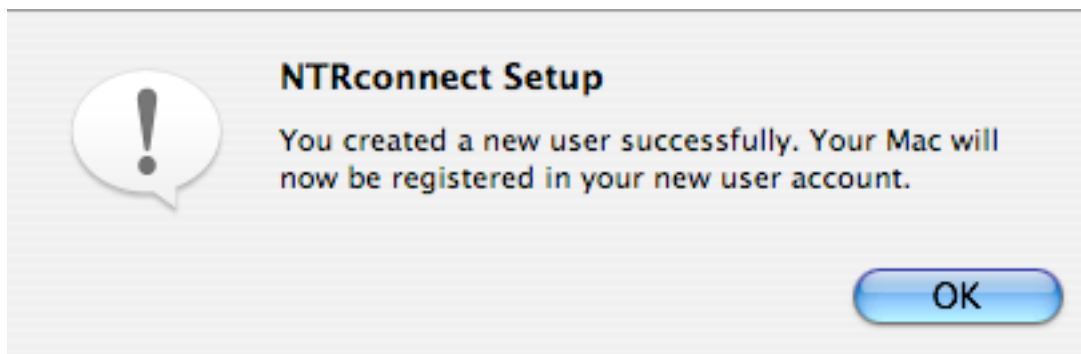 NTRconnect Setup
You created a new user successfully. Your Mac will
now be registered in your new user account.
OK